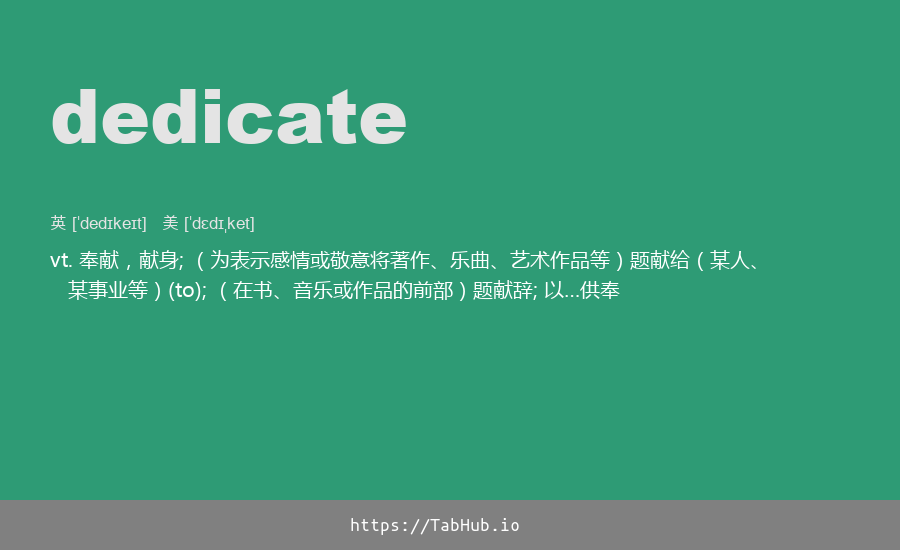 dedicate
英 [ˈdedɪkeɪt] 美 [ˈdɛdɪˌket]
vt. 奉献，献身; （为表示感情或敬意将著作、乐曲、艺术作品等）题献给（某人、
某事业等）(to); （在书、音乐或作品的前部）题献辞; 以…供奉
https://TabHub.io